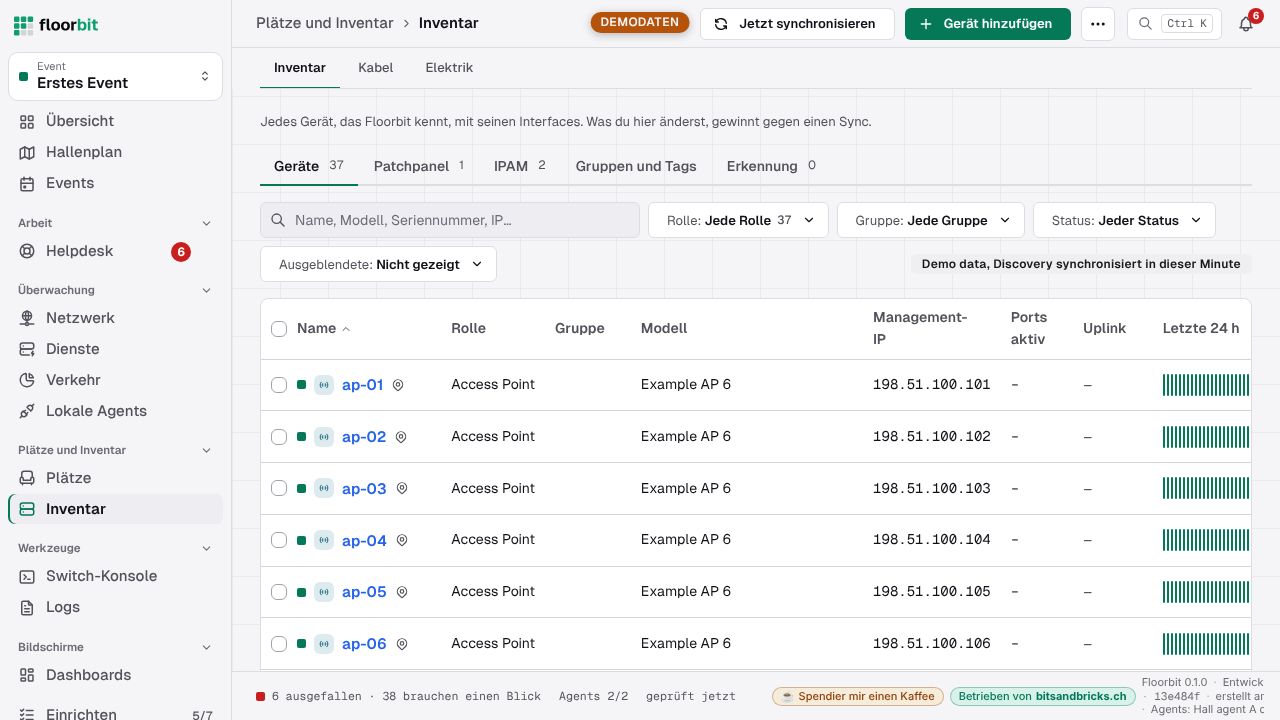 floorbit
Event
Erstes Event
Übersicht
Hallenplan
Events
Arbeit
Helpdesk 6
Überwachung
Netzwerk
Dienste
Verkehr
Lokale Agents
Plätze und Inventar
Plätze
Inventar
Werkzeuge
Switch-Konsole
Logs
Bildschirme
Dashboards
Einrichten 5/7
Plätze und Inventar › Inventar
DEMODATEN
Jetzt synchronisieren
Gerät hinzufügen
Ctrl K
6
Inventar Kabel Elektrik
Jedes Gerät, das Floorbit kennt, mit seinen Interfaces. Was du hier änderst, gewinnt gegen einen Sync.
Geräte 37 Patchpanel 1 IPAM 2 Gruppen und Tags Erkennung 0
Name, Modell, Seriennummer, IP…
Rolle: Jede Rolle 37
Gruppe: Jede Gruppe
Status: Jeder Status
Ausgeblendete: Nicht gezeigt
Demo data, Discovery synchronisiert in dieser Minute
Name Rolle Gruppe Modell Management-IP Ports aktiv Uplink Letzte 24 h
ap-01 Access Point Example AP 6 198.51.100.101 – —
ap-02 Access Point Example AP 6 198.51.100.102 – —
ap-03 Access Point Example AP 6 198.51.100.103 – —
ap-04 Access Point Example AP 6 198.51.100.104 – —
ap-05 Access Point Example AP 6 198.51.100.105 – —
ap-06 Access Point Example AP 6 198.51.100.106 – —
6 ausgefallen · 38 brauchen einen Blick Agents 2/2 geprüft jetzt
☕ Spendier mir einen Kaffee
Betrieben von bitsandbricks.ch
Floorbit 0.1.0 · Entwick
· 13e484f · erstellt ar
· Agents: Hall agent A